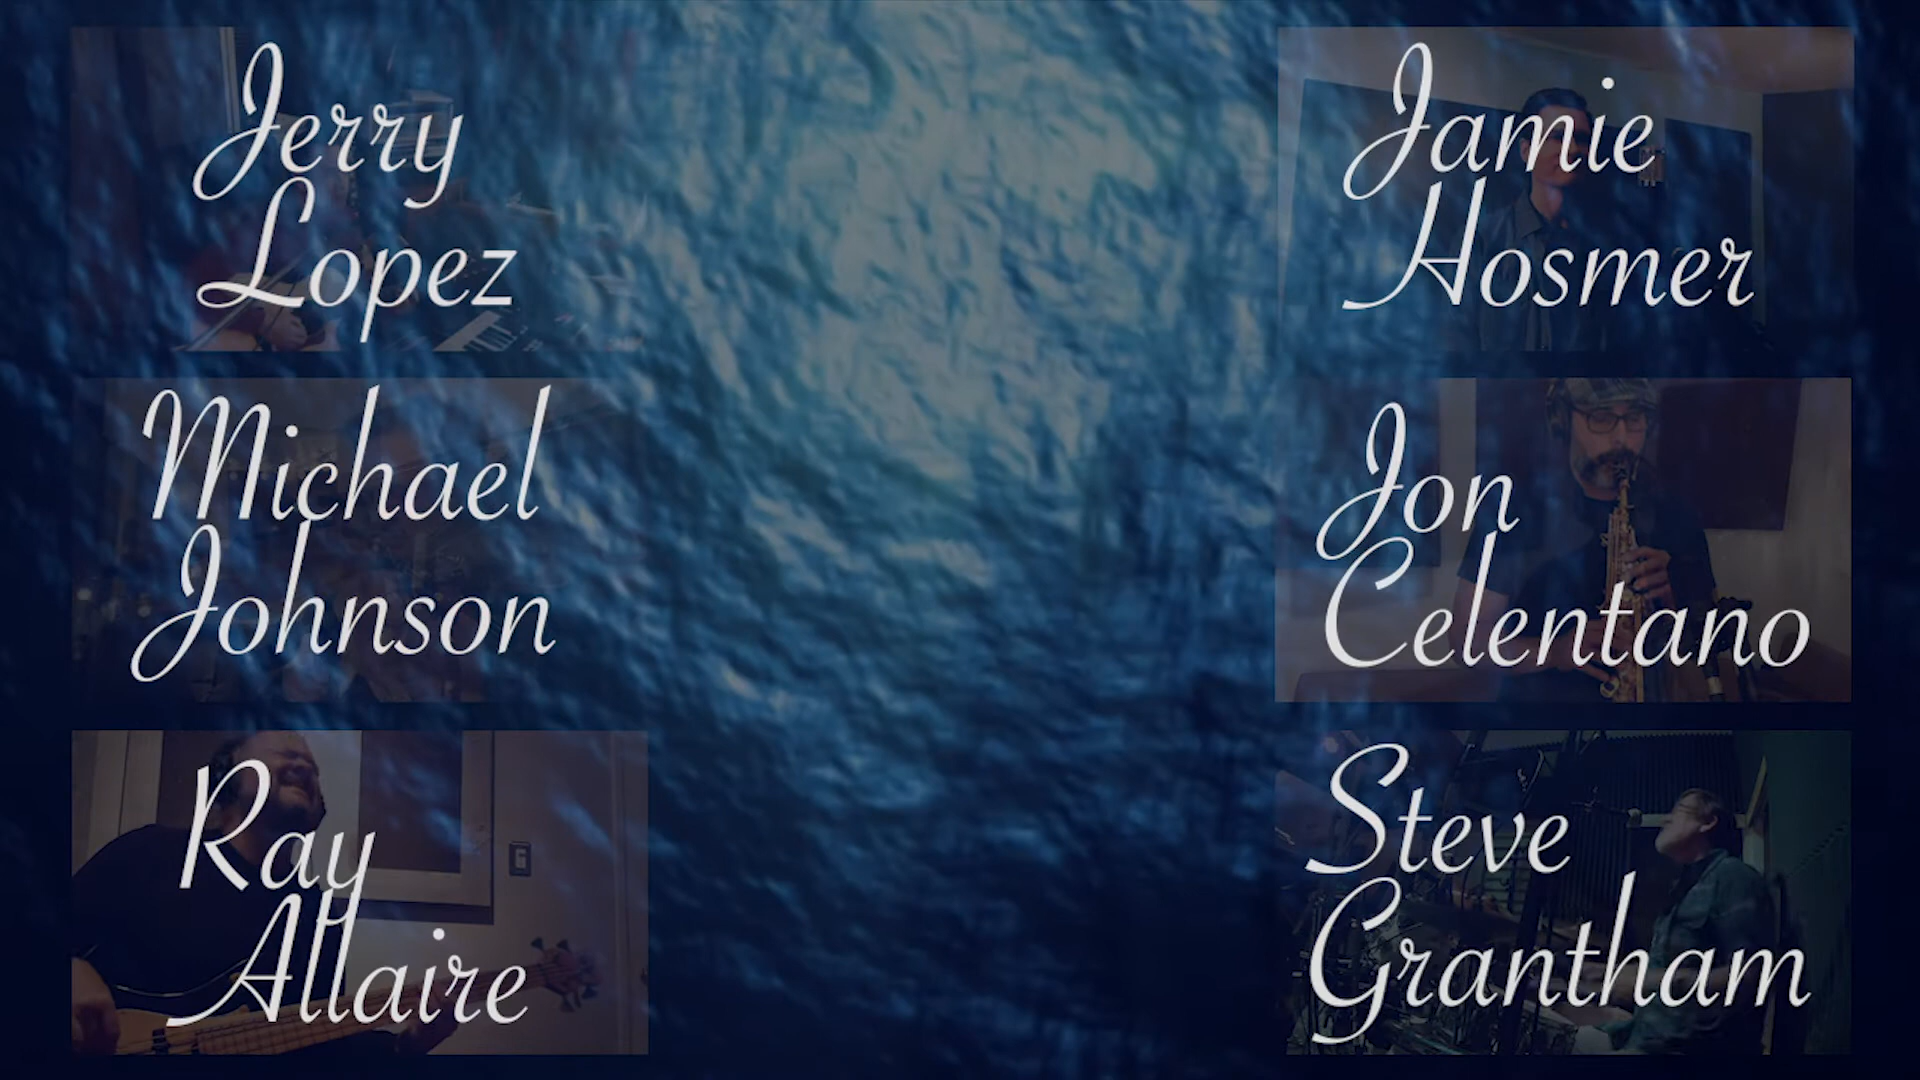 Jerry
Lopez
Jamie
Hosmer
Michael
Johnson
Jon
Celentano
Ray
Allaire
Steve
Grantham